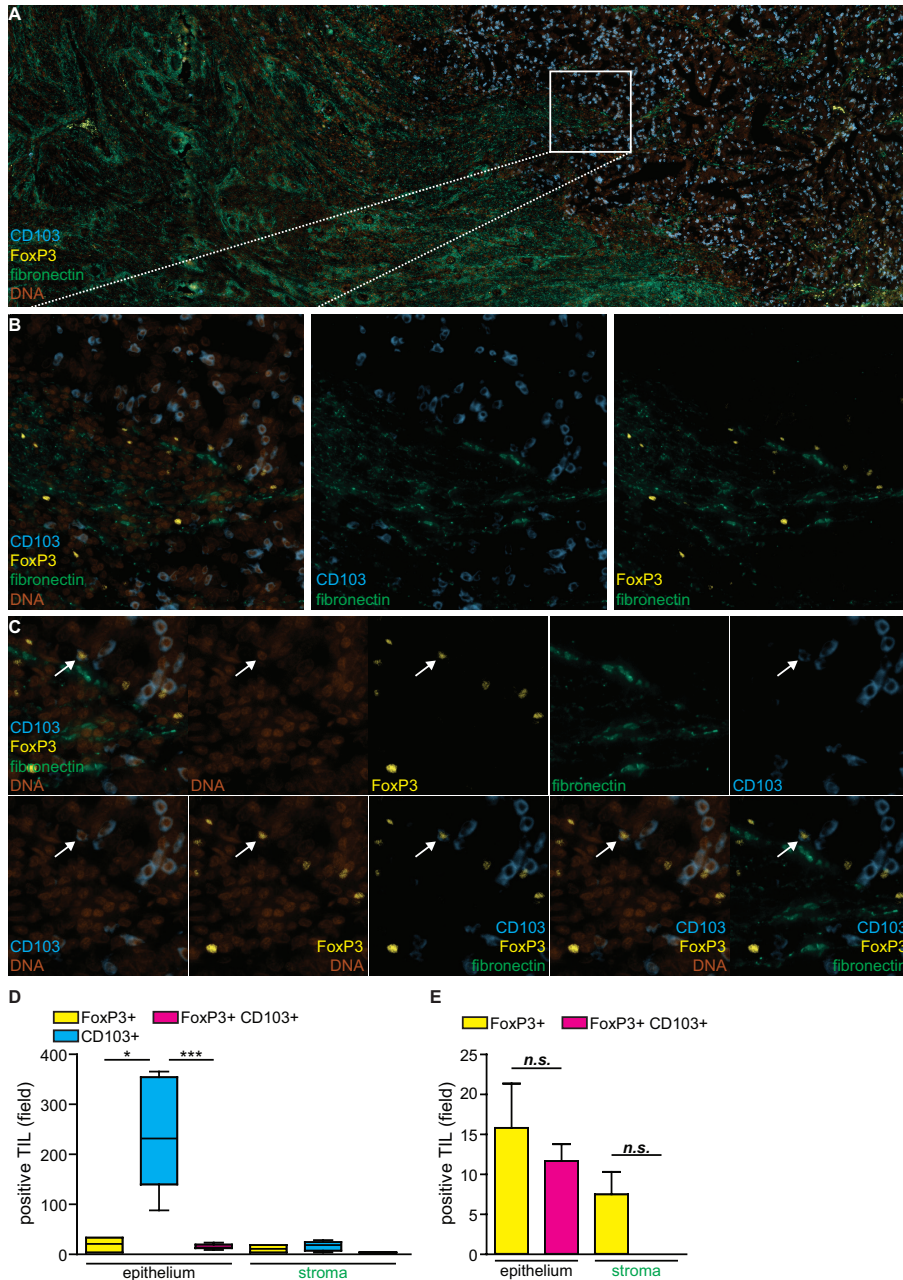 A
CD103
FoxP3
fibronectin
DNA
B
CD103
FoxP3
fibronectin
DNA
CD103
fibronectin
FoxP3
fibronectin
C
CD103
FoxP3
fibronectin
DNA
DNA
FoxP3
fibronectin
CD103
CD103
DNA
FoxP3
DNA
CD103
FoxP3
fibronectin
CD103
FoxP3
DNA
CD103
FoxP3
fibronectin
D
FoxP3+ FoxP3+ CD103+
CD103+
positive TIL (field)
400
300
200
100
0
* ***
epithelium stroma
E
FoxP3+ FoxP3+ CD103+
positive TIL (field)
25
20
15
10
5
0
n.s.
n.s.
epithelium stroma